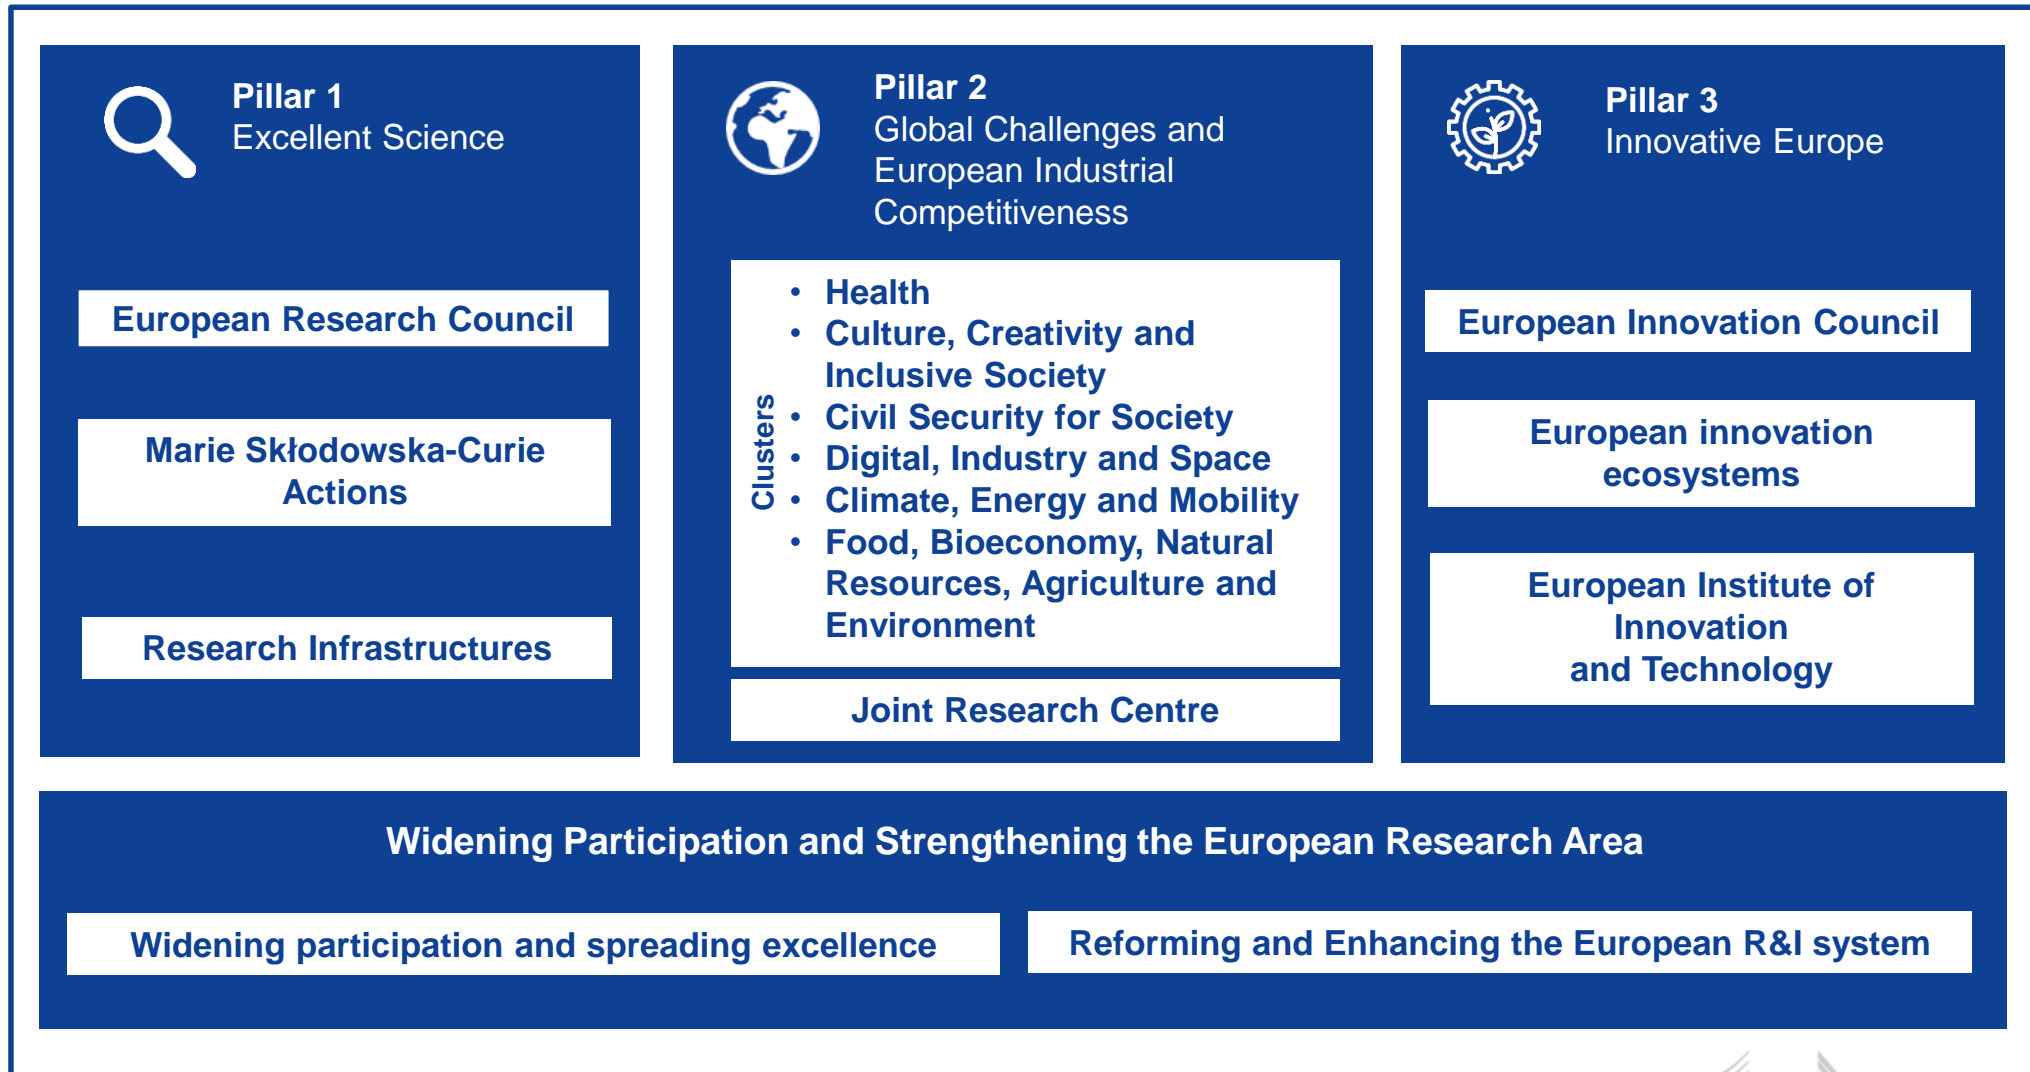 Pillar 1
Excellent Science
European Research Council
Marie Skłodowska-Curie
Actions
Research Infrastructures
Pillar 2
Global Challenges and
European Industrial
Competitiveness
Clusters
• Health
• Culture, Creativity and
Inclusive Society
• Civil Security for Society
• Digital, Industry and Space
• Climate, Energy and Mobility
• Food, Bioeconomy, Natural
Resources, Agriculture and
Environment
Joint Research Centre
Pillar 3
Innovative Europe
European Innovation Council
European innovation
ecosystems
European Institute of
Innovation
and Technology
Widening Participation and Strengthening the European Research Area
Widening participation and spreading excellence
Reforming and Enhancing the European R&I system